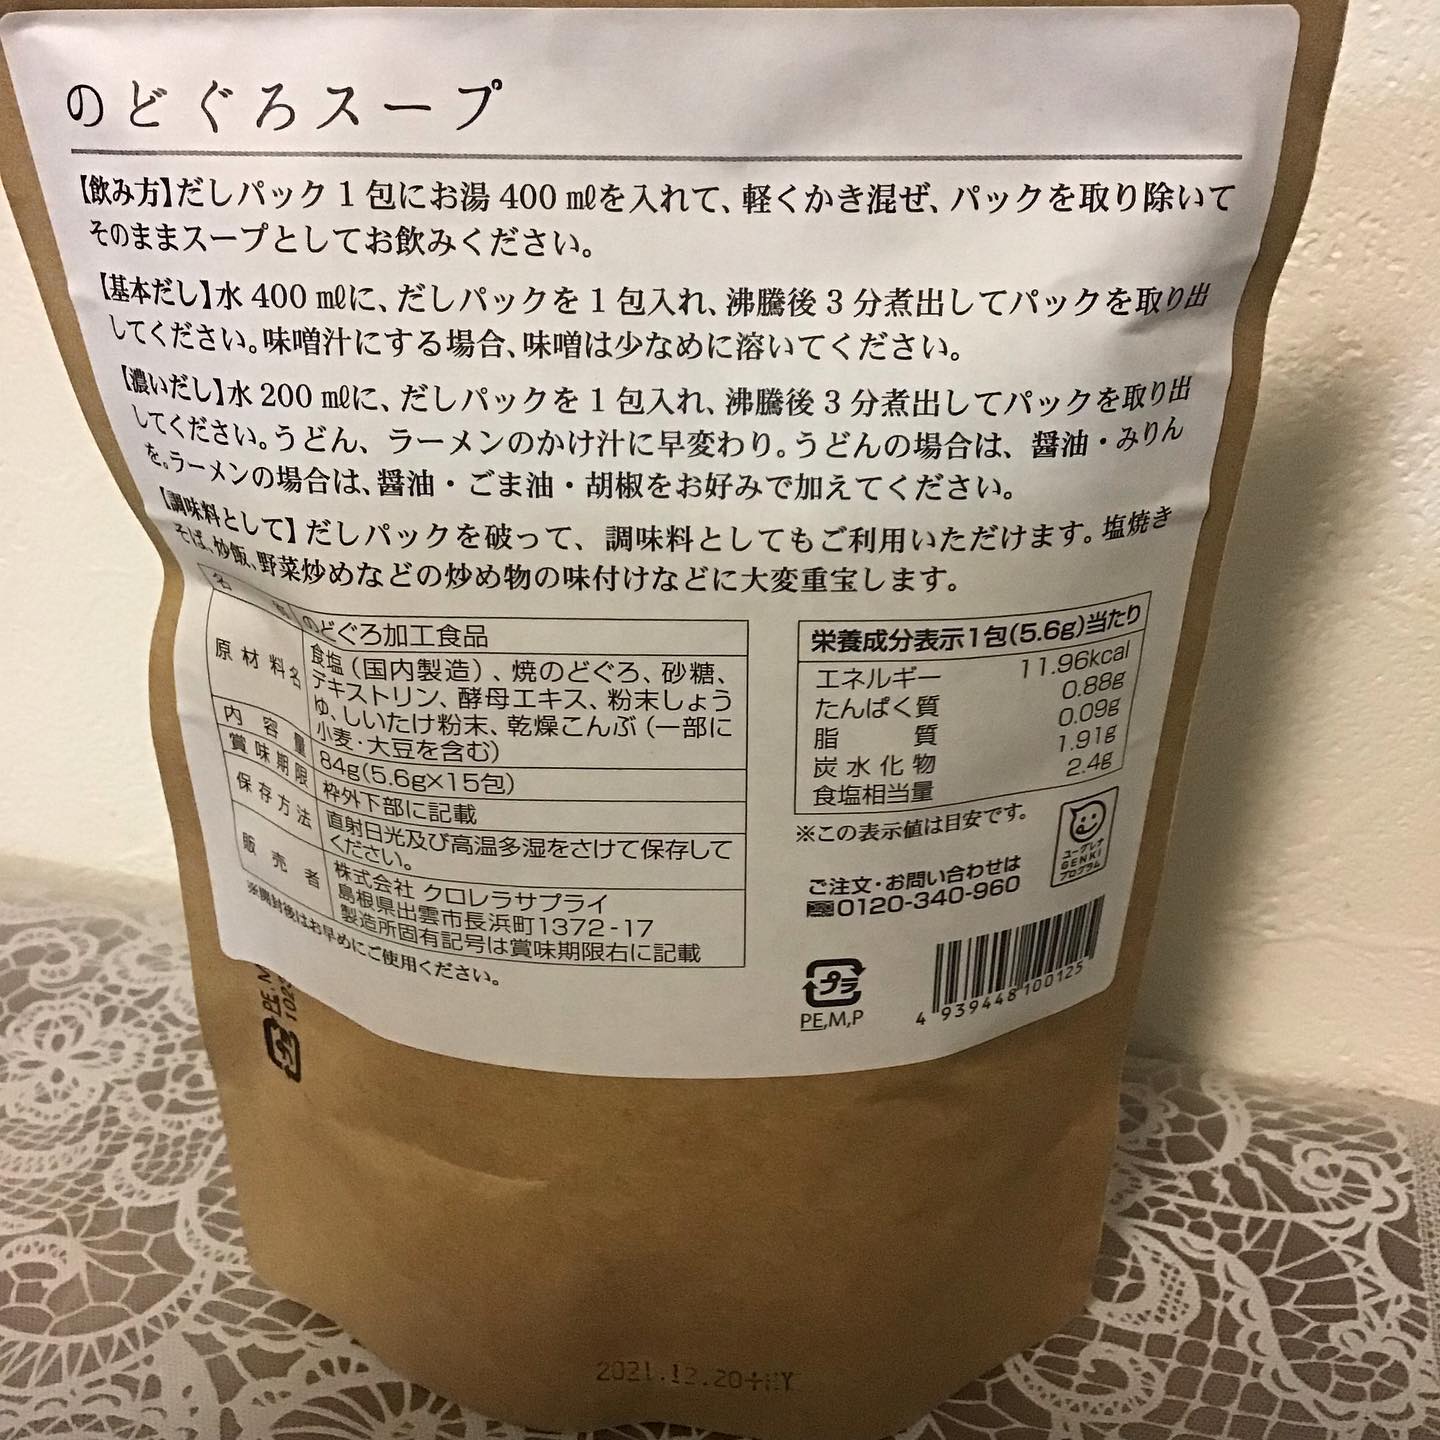 のどぐろスープ
【飲み方】だしパック1包にお湯400㎖を入れて、軽くかき混ぜ、パックを取り除いて
そのままスープとしてお飲みください。
【基本だし】水400㎖に、だしパックを1包入れ、沸騰後3分煮出してパックを取り出
してください。味噌汁にする場合、味噌は少なめに溶いてください。
【濃いだし】水200㎖に、だしパックを1包入れ、沸騰後3分煮出してパックを取り出
してください。うどん、ラーメンのかけ汁に早変わり。うどんの場合は、醤油・みりん
を。ラーメンの場合は、醤油・ごま油・胡椒をお好みで加えてください。
【調味料として】だしパックを破って、調味料としてもご利用いただけます。塩焼き
そば、炒飯、野菜炒めなどの炒め物の味付けなどに大変重宝します。
名称 のどぐろ加工食品
原材料名 食塩(国内製造)、焼のどぐろ、砂糖、
デキストリン、酵母エキス、粉末しょう
ゆ、しいたけ粉末、乾燥こんぶ(一部に
小麦・大豆を含む)
内容量 84g(5.6g×15包)
賞味期限 枠外下部に記載
保存方法 直射日光及び高温多湿をさけて保存して
ください。
販売者 株式会社 クロレラサプライ
島根県出雲市長浜町1372-17
製造所固有記号は賞味期限右に記載
※開封後はお早めにご使用ください。
栄養成分表示1包(5.6g)当たり
エネルギー 11.96kcal
たんぱく質 0.88g
脂質 0.09g
炭水化物 1.91g
食塩相当量 2.4g
※この表示値は目安です。
ユーグレナ
GENKI
プログラム
ご注文・お問い合わせは
0120-340-960
プラ
PE,M,P
4 939448 100125
PE, M
プラ
2021.12.20+HY